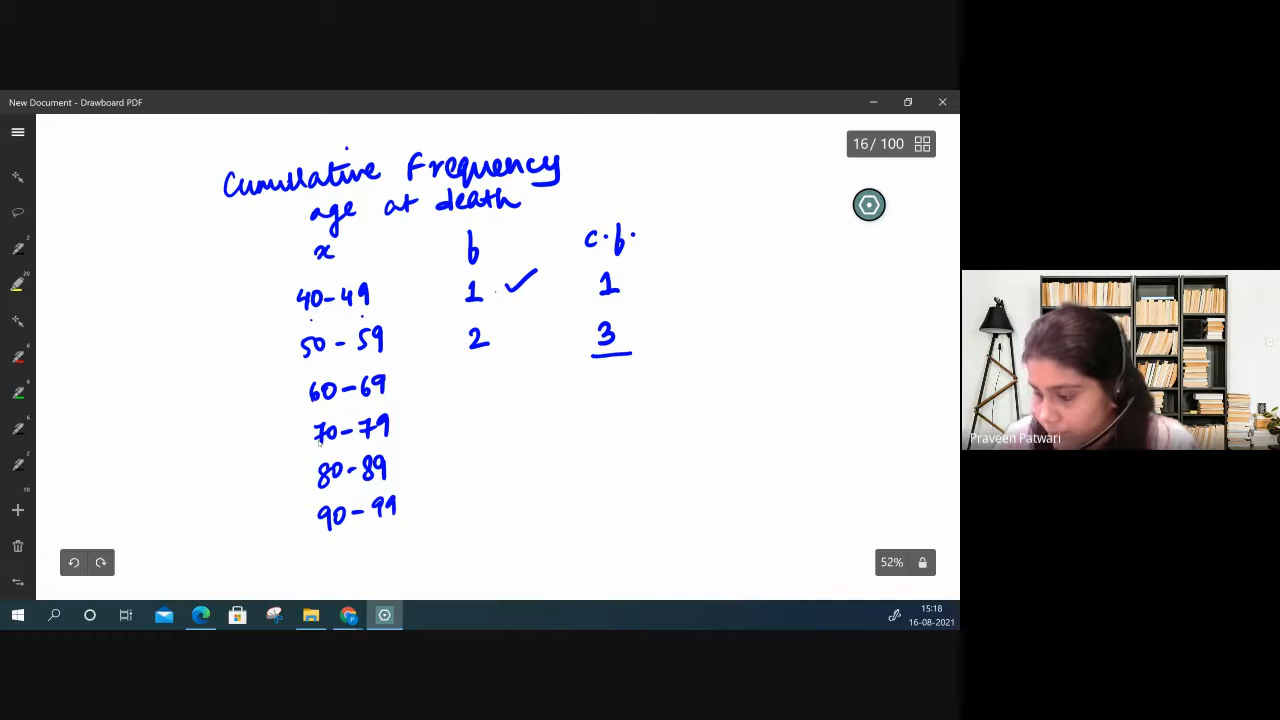 New Document - Drawboard PDF
16 / 100
Cumullative Frequency
age at death
x f c.f.
40-49 1 ✓ 1
50-59 2 3
60-69
70-79
80-89
90-99
Praveen Patwari
52%
15:18
16-08-2021